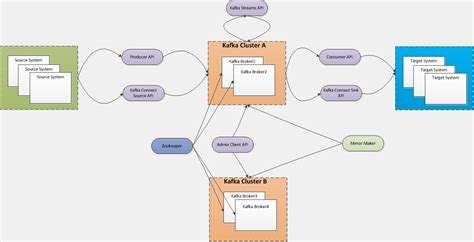 Kafka Streams API
Kafka Cluster A
Source System
Source System
Source System
Producer API
Kafka Connect
Source API
Kafka Broker1
Kafka Broker2
Consumer API
Kafka Connect Sink
API
Target System
Target System
Target System
Zookeeper
Admin Client API
Mirror Maker
Kafka Cluster B
Kafka Broker3
Kafka Broker4